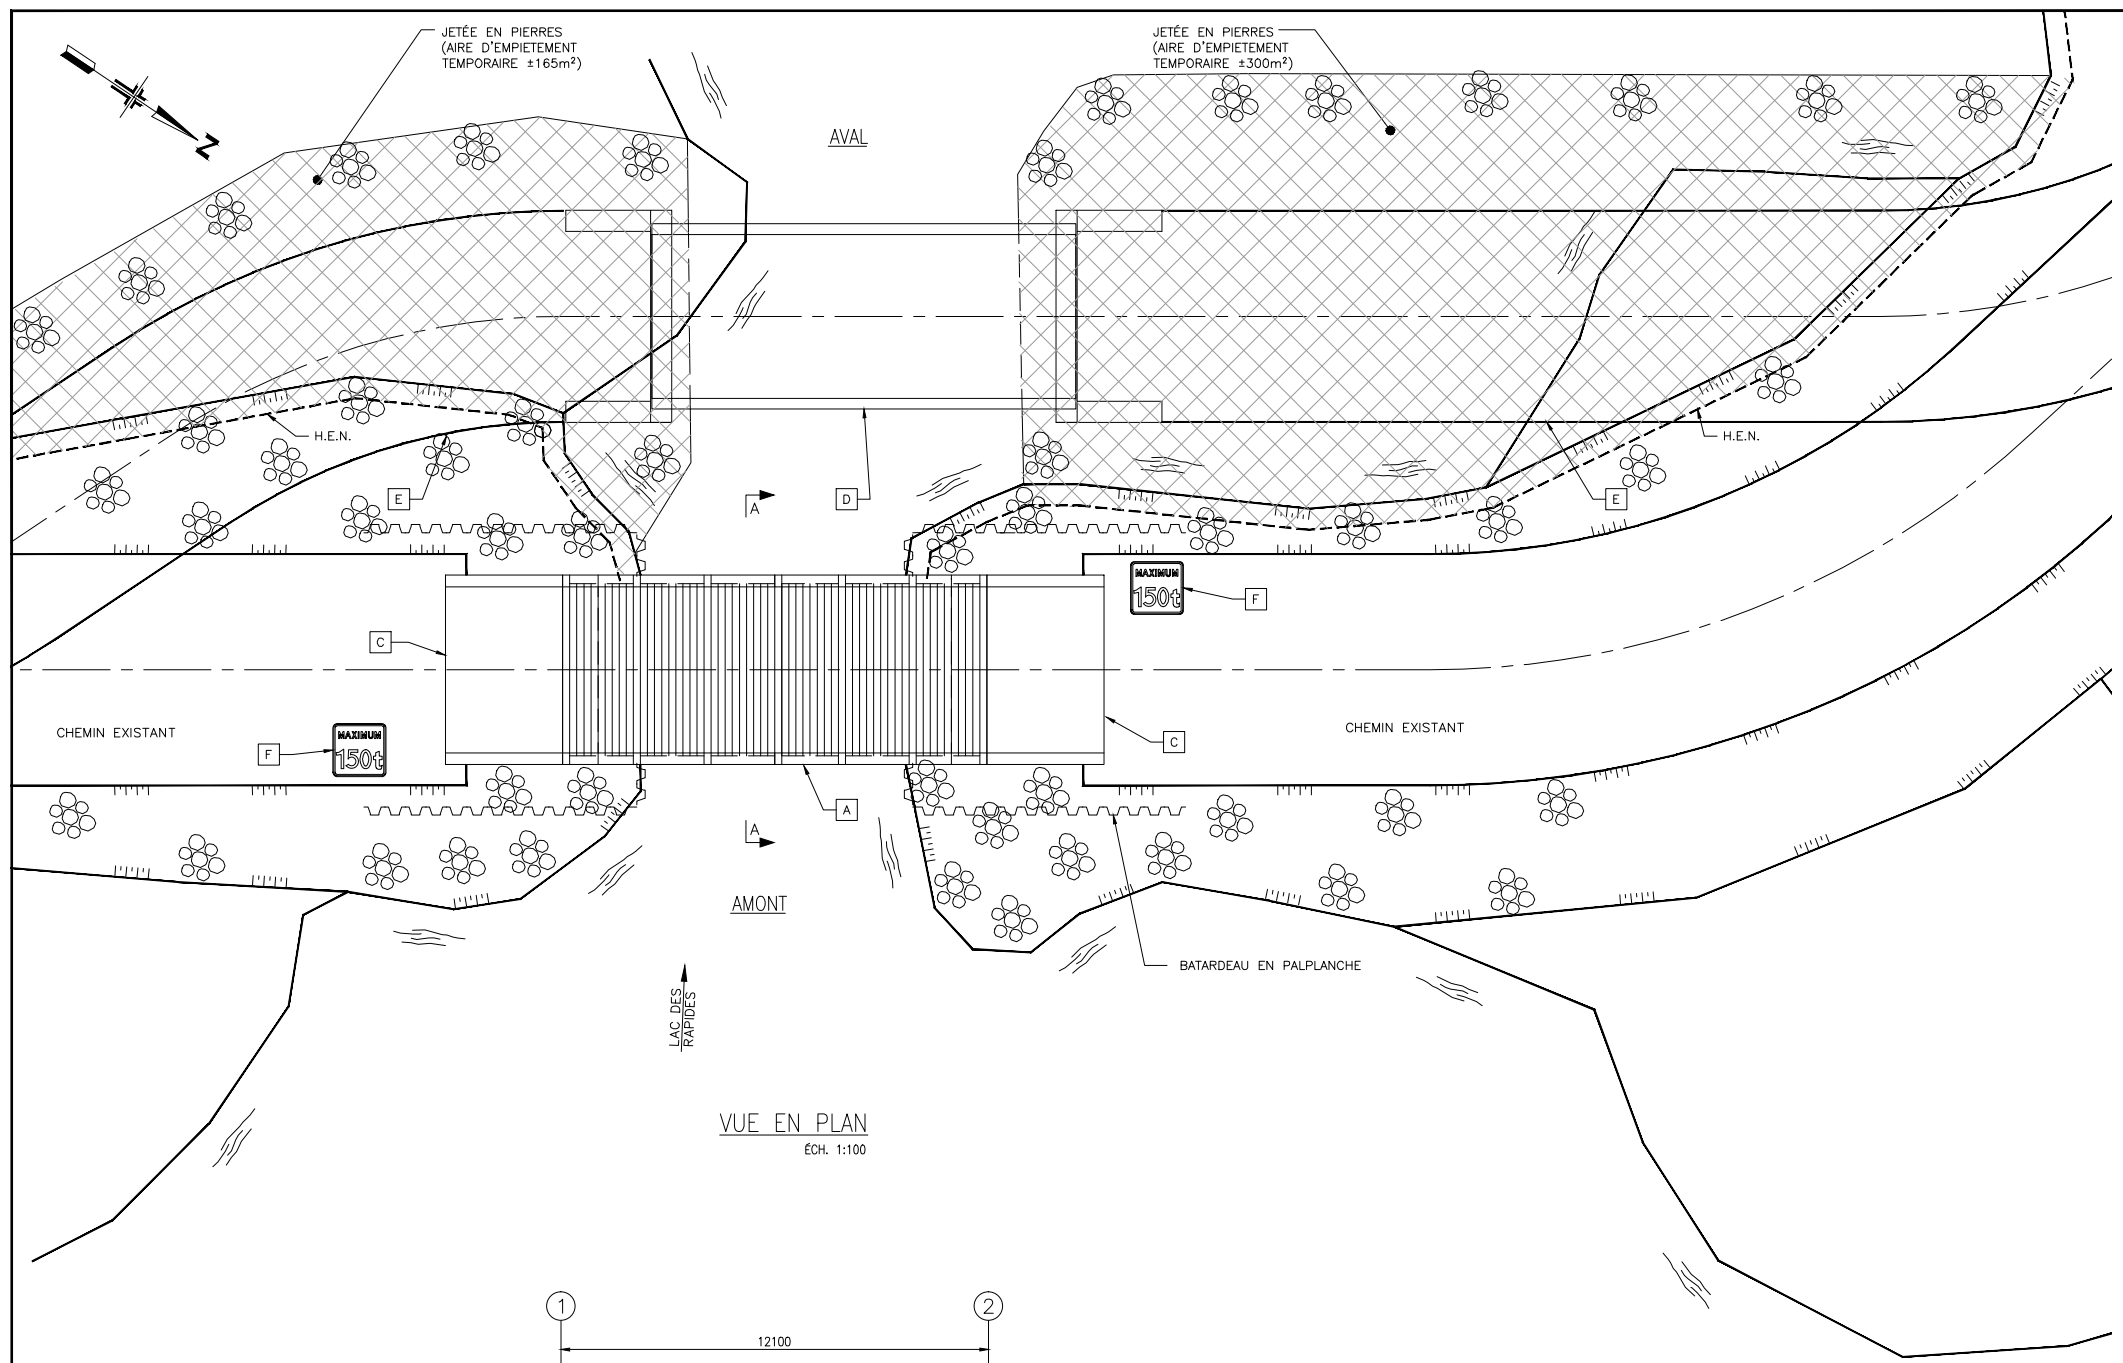 JETÉE EN PIERRES
(AIRE D'EMPIETEMENT
TEMPORAIRE ±165m²)
JETÉE EN PIERRES
(AIRE D'EMPIETEMENT
TEMPORAIRE ±300m²)
N
AVAL
H.E.N.
H.E.N.
E
A
D
E
MAXIMUM
150t
F
C
CHEMIN EXISTANT
F
MAXIMUM
150t
C
CHEMIN EXISTANT
A
A
AMONT
BATARDEAU EN PALPLANCHE
LAC DES
RAPIDES
VUE EN PLAN
ÉCH. 1:100
1
2
12100